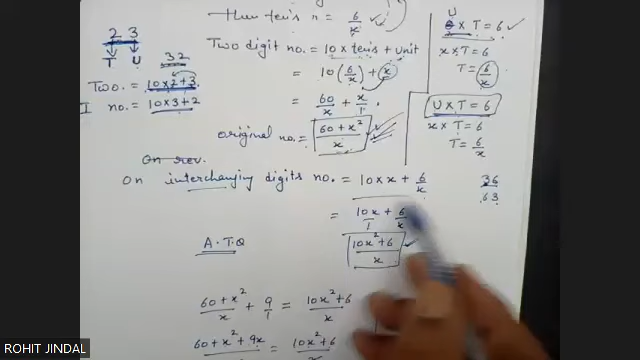 then ten's n = 6/x
Two digit no. = 10 × ten's + unit
= 10(6/x) + x
= 60/x + x/1
original no. = 60 + x²/x
2 3
T U
32
Two. = 10×2+3
I no. = 10×3+2
U
× T = 6
x × T = 6
T = 6/x
U × T = 6
x × T = 6
T = 6/x
On rev.
On interchanging digits no. = 10×x + 6/x
36
63
= 10x/1 + 6/x
= 10x²+6/x
A.T.Q
60+x²/x + 9/1 = 10x²+6/x
60+x²+9x = 10x²+6
ROHIT JINDAL